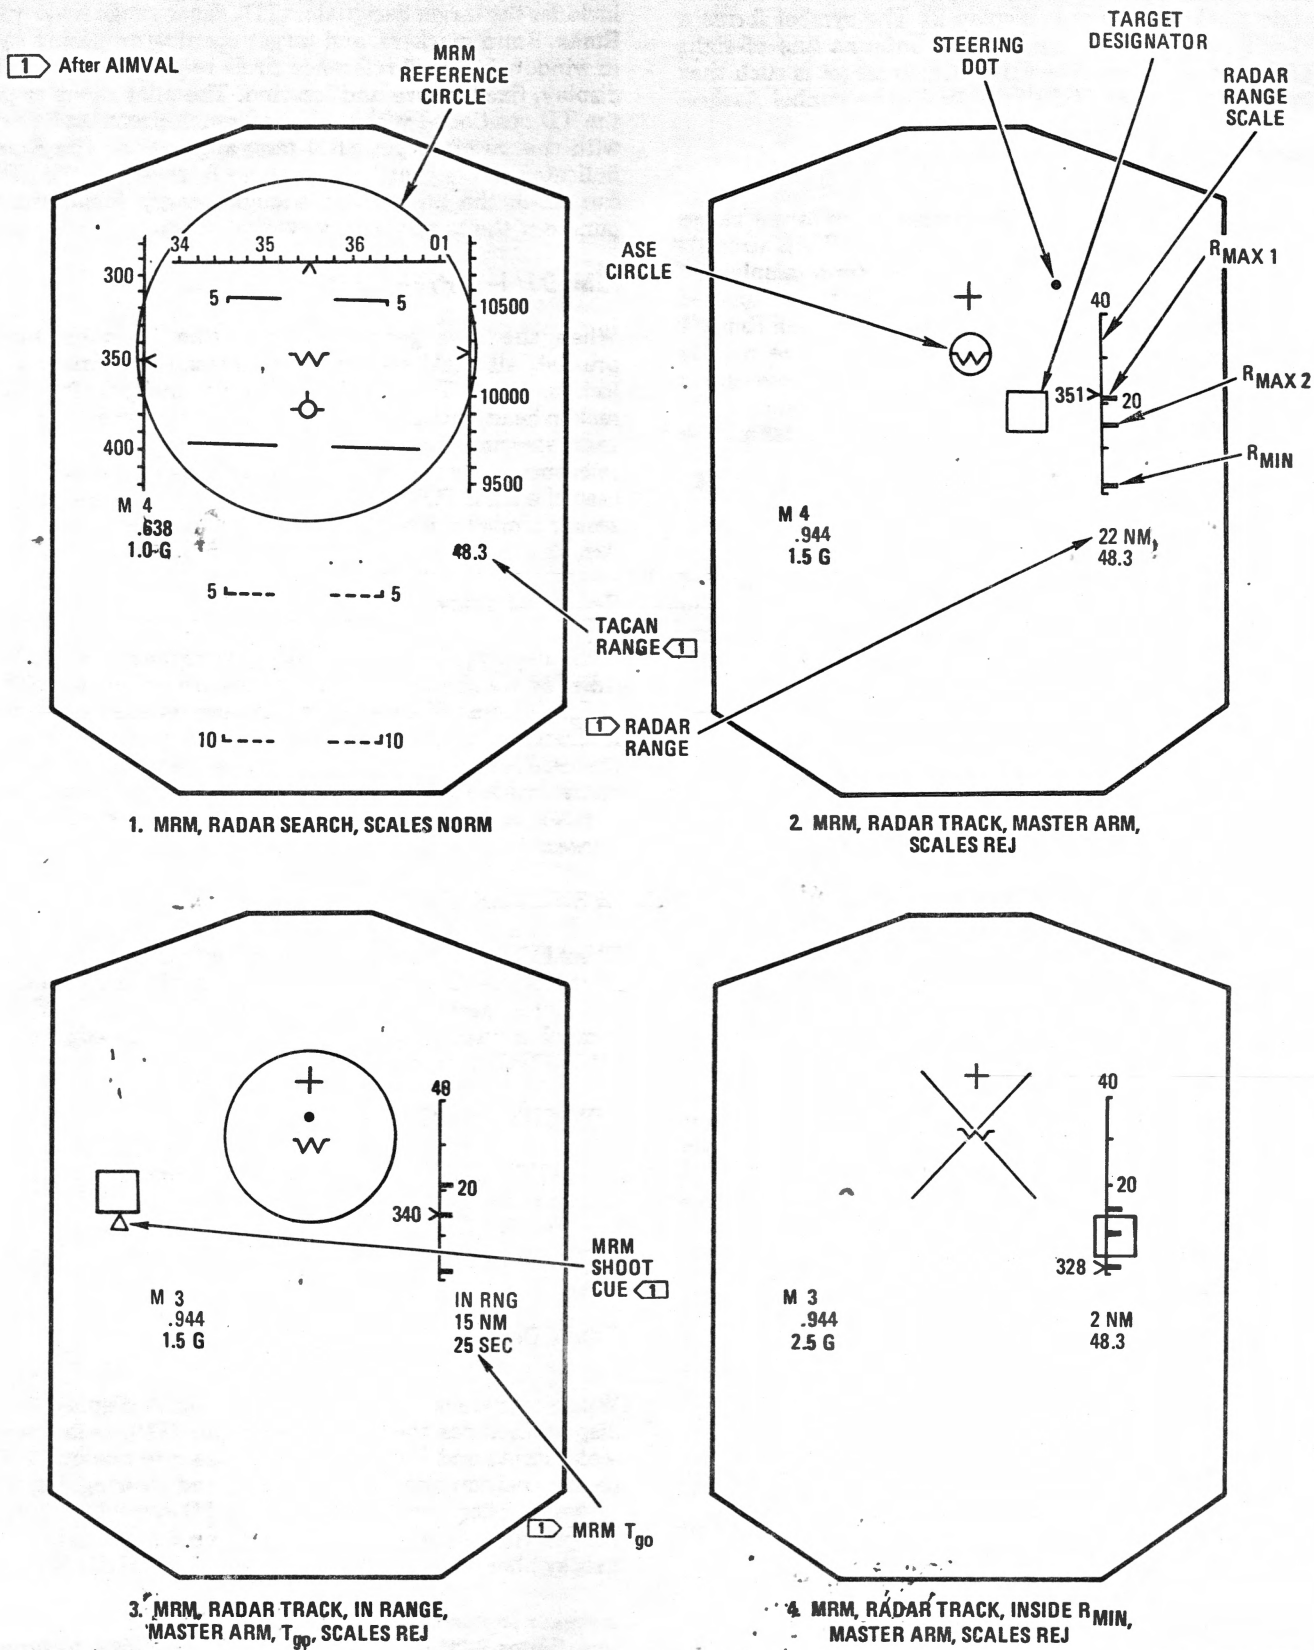 1 After AIMVAL
MRM
REFERENCE
CIRCLE
34 35 36 01
300
350
400
5 5
10500
10000
9500
M 4
.638
1.0 G
48.3
5 5
TACAN
RANGE 1
10 10
1. MRM, RADAR SEARCH, SCALES NORM
STEERING
DOT
TARGET
DESIGNATOR
RADAR
RANGE
SCALE
ASE
CIRCLE
RMAX 1
40
351
20
RMAX 2
RMIN
M 4
.944
1.5 G
22 NM
48.3
1 RADAR
RANGE
2. MRM, RADAR TRACK, MASTER ARM,
SCALES REJ
40
20
340
MRM
SHOOT
CUE 1
M 3
.944
1.5 G
IN RNG
15 NM
25 SEC
1 MRM Tgo
3. MRM, RADAR TRACK, IN RANGE,
MASTER ARM, Tgo, SCALES REJ
40
20
328
M 3
.944
2.5 G
2 NM
48.3
4. MRM, RADAR TRACK, INSIDE RMIN,
MASTER ARM, SCALES REJ